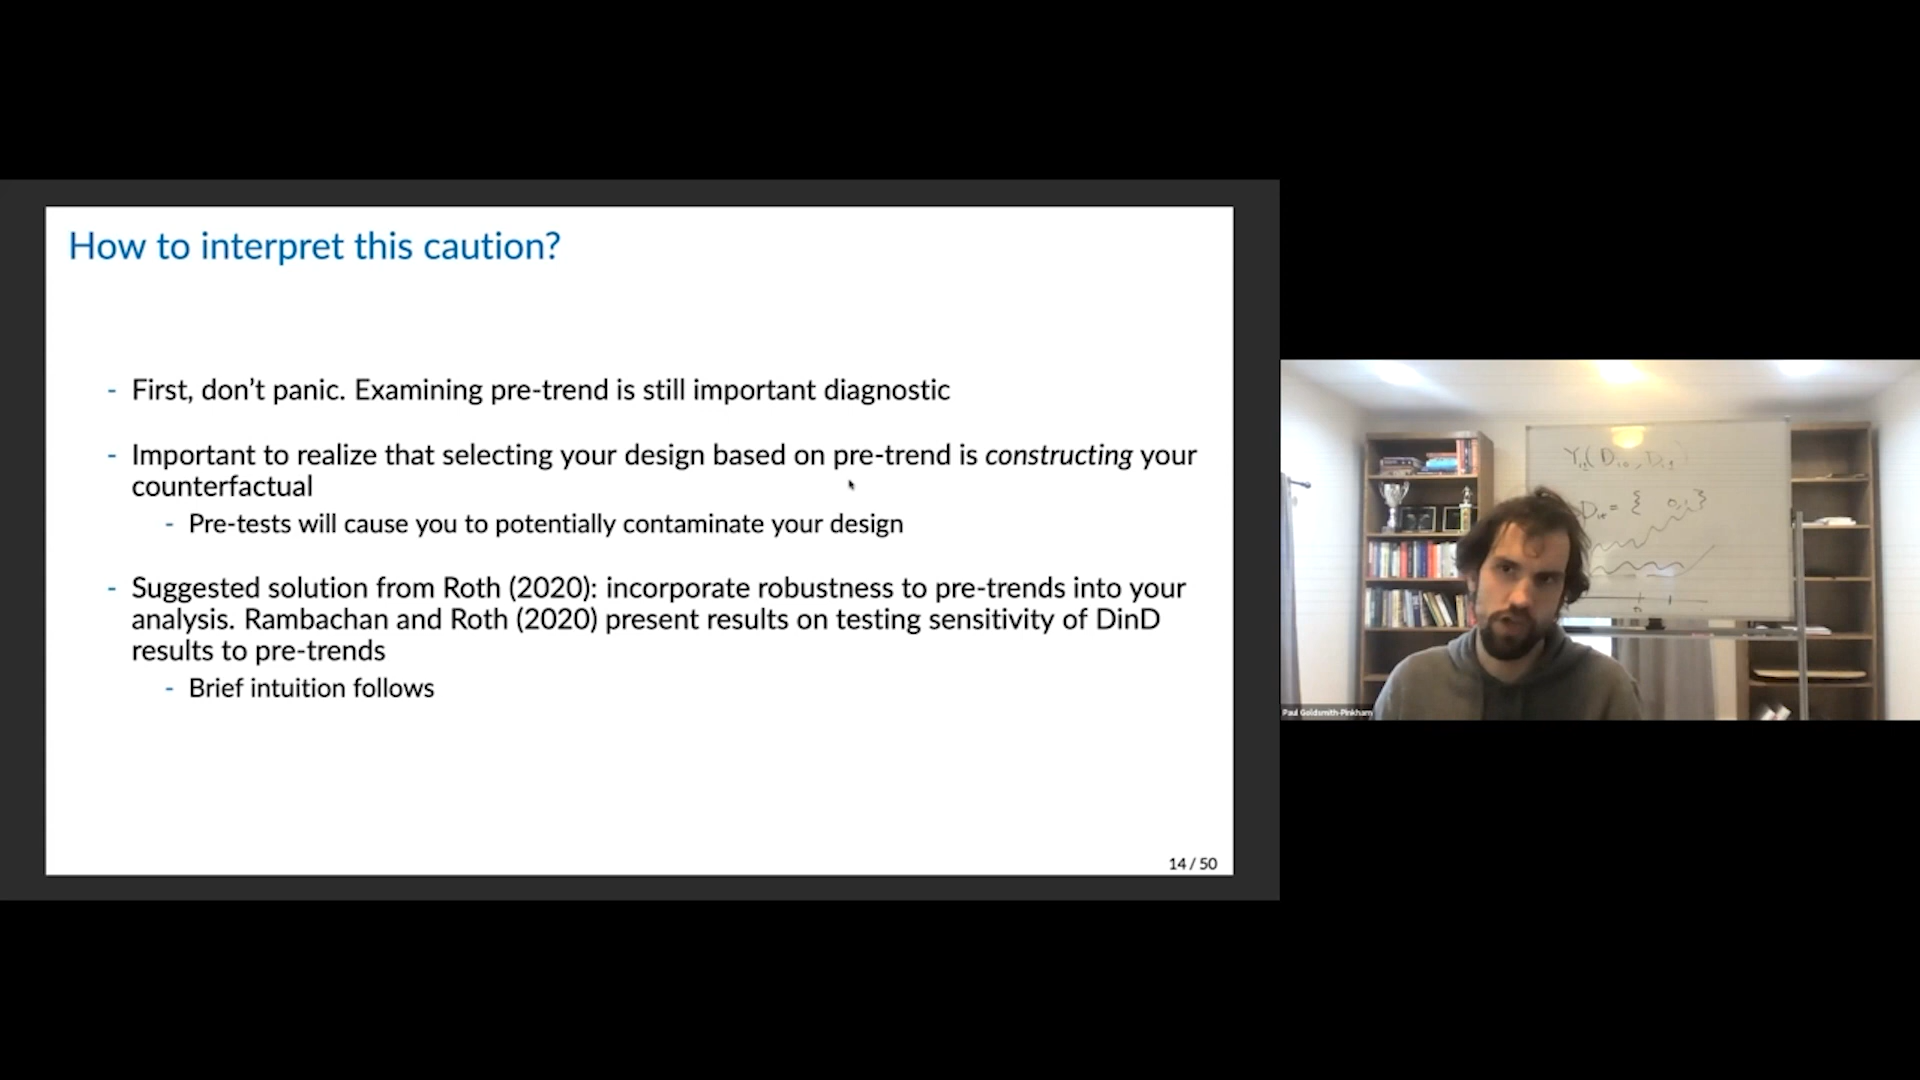 How to interpret this caution?
- First, don’t panic. Examining pre-trend is still important diagnostic
- Important to realize that selecting your design based on pre-trend is constructing your
counterfactual
- Pre-tests will cause you to potentially contaminate your design
- Suggested solution from Roth (2020): incorporate robustness to pre-trends into your
analysis. Rambachan and Roth (2020) present results on testing sensitivity of DinD
results to pre-trends
- Brief intuition follows
14 / 50
Paul Goldsmith-Pinkham